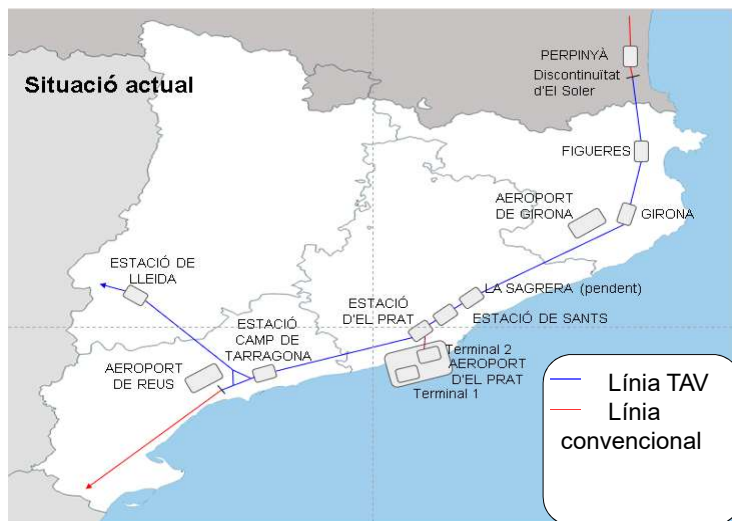 Situació actual
PERPINYÀ
Discontinuïtat
d'El Soler
FIGUERES
AEROPORT
DE GIRONA
GIRONA
ESTACIÓ DE
LLEIDA
LA SAGRERA (pendent)
ESTACIÓ
D'EL PRAT
ESTACIÓ DE SANTS
ESTACIÓ
CAMP DE
TARRAGONA
AEROPORT
DE REUS
Terminal 2
AEROPORT
D'EL PRAT
Terminal 1
Línia TAV
Línia
convencional